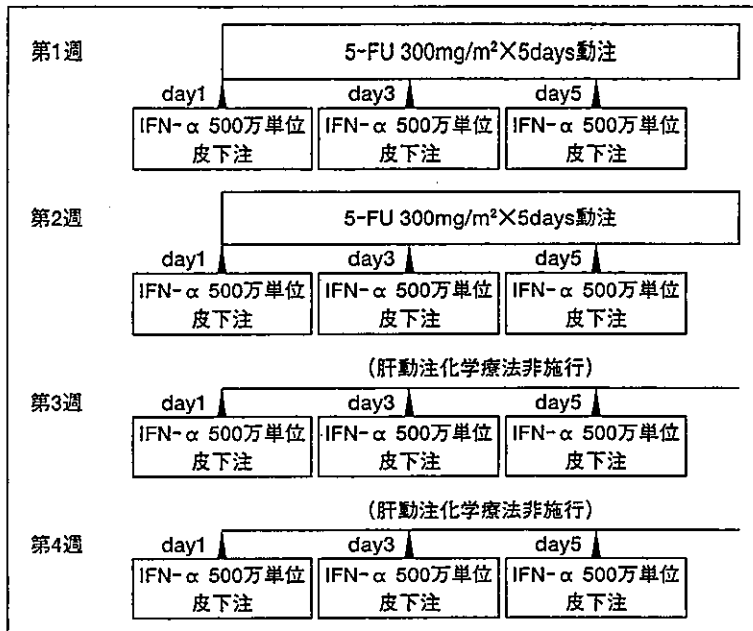 第1週
5-FU 300mg/m²×5days動注
day1 day3 day5
IFN-α 500万単位 IFN-α 500万単位 IFN-α 500万単位
皮下注 皮下注 皮下注
第2週
5-FU 300mg/m²×5days動注
day1 day3 day5
IFN-α 500万単位 IFN-α 500万単位 IFN-α 500万単位
皮下注 皮下注 皮下注
(肝動注化学療法非施行)
第3週
day1 day3 day5
IFN-α 500万単位 IFN-α 500万単位 IFN-α 500万単位
皮下注 皮下注 皮下注
(肝動注化学療法非施行)
第4週
day1 day3 day5
IFN-α 500万単位 IFN-α 500万単位 IFN-α 500万単位
皮下注 皮下注 皮下注